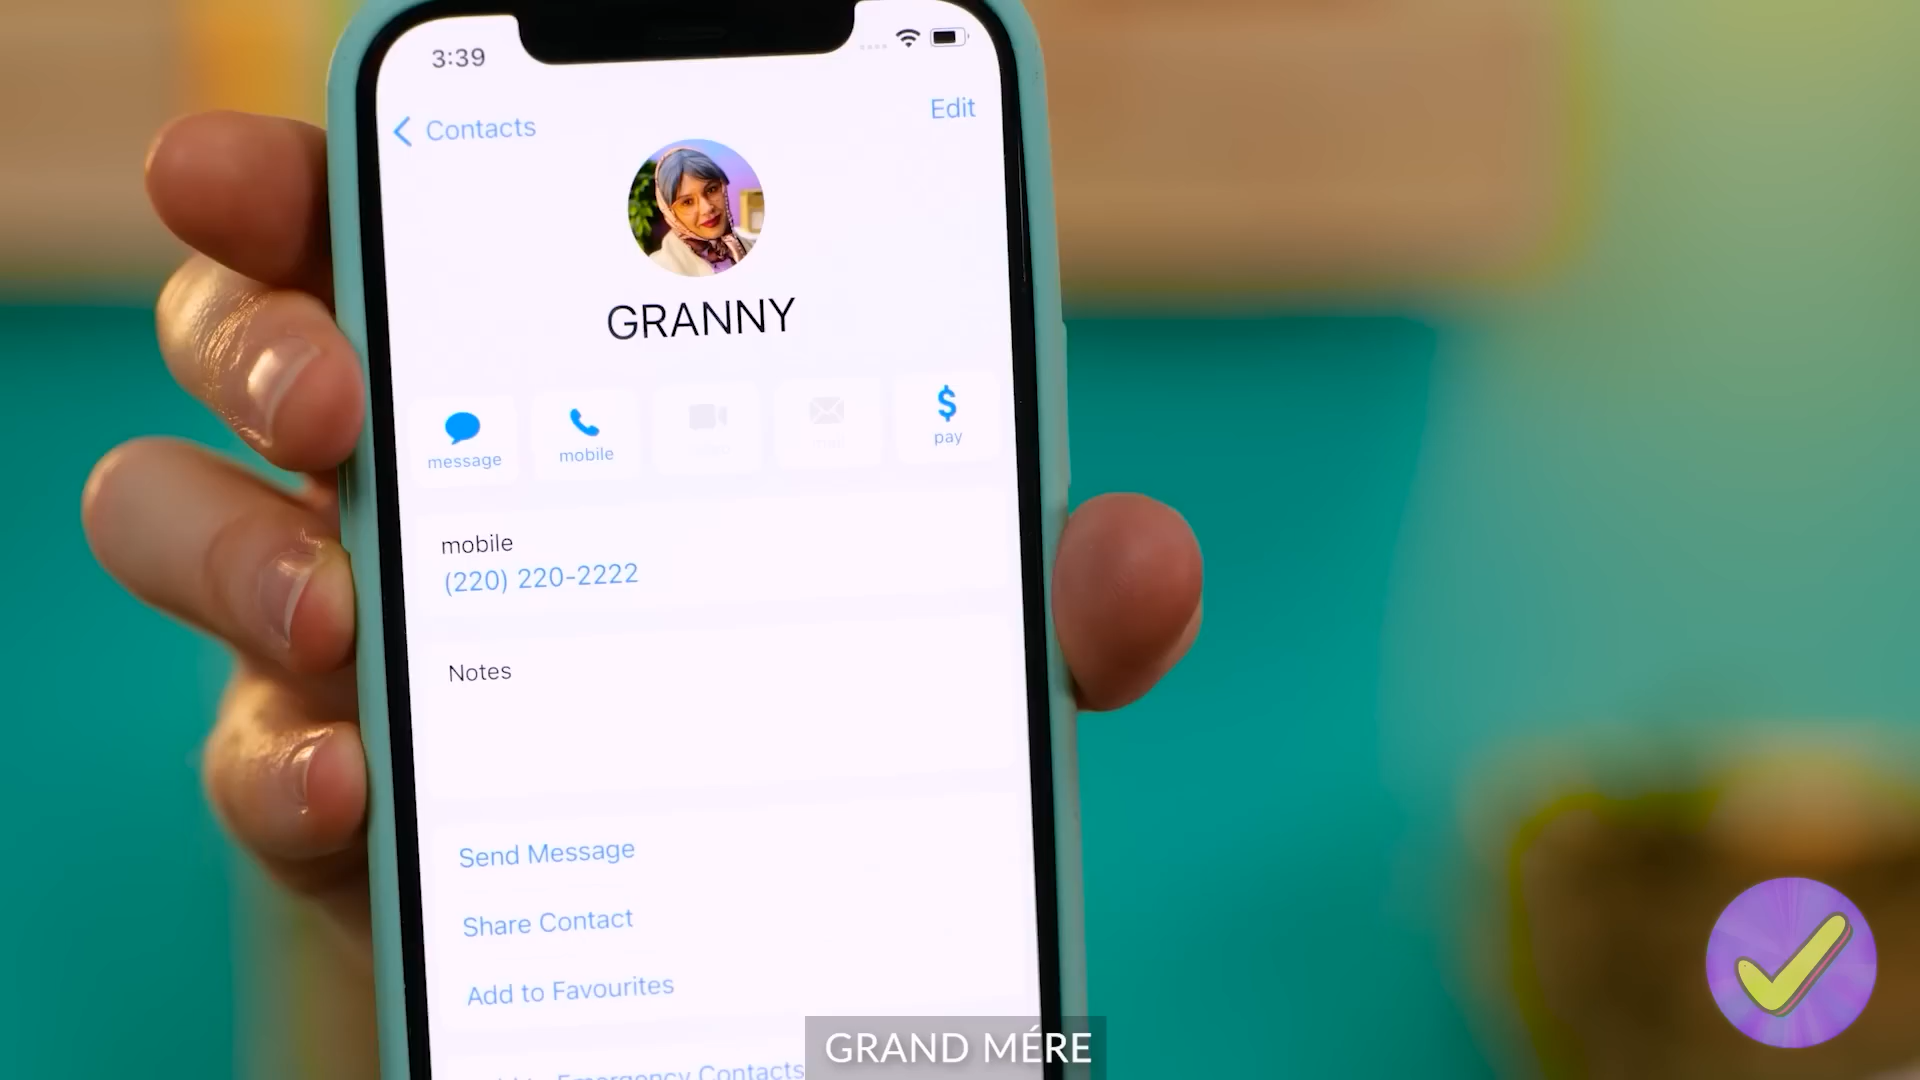 3:39
Contacts
Edit
GRANNY
message
mobile
pay
mobile
(220) 220-2222
Notes
Send Message
Share Contact
Add to Favourites
Emergency Contacts
GRAND MÉRE